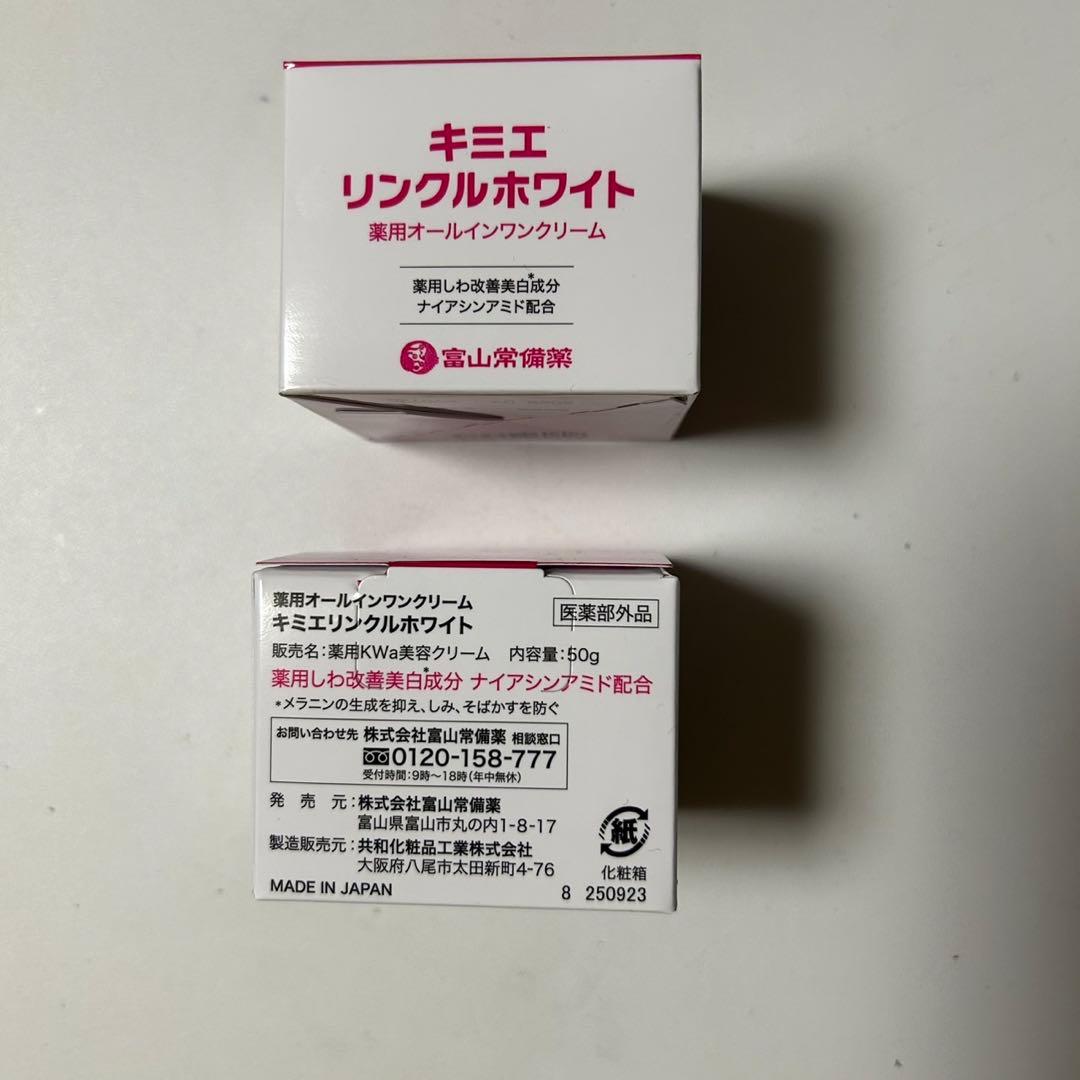 キミエ
リンクルホワイト
薬用オールインワンクリーム
薬用しわ改善美白*成分
ナイアシンアミド配合
富山常備薬
薬用オールインワンクリーム
キミエリンクルホワイト
医薬部外品
販売名:薬用KWa美容クリーム 内容量:50g
薬用しわ改善美白*成分 ナイアシンアミド配合
*メラニンの生成を抑え、しみ、そばかすを防ぐ
お問い合わせ先 株式会社富山常備薬 相談窓口
0120-158-777
受付時間:9時〜18時(年中無休)
発売元:株式会社富山常備薬
富山県富山市丸の内1-8-17
製造販売元:共和化粧品工業株式会社
大阪府八尾市太田新町4-76
MADE IN JAPAN
紙
化粧箱
8 250923